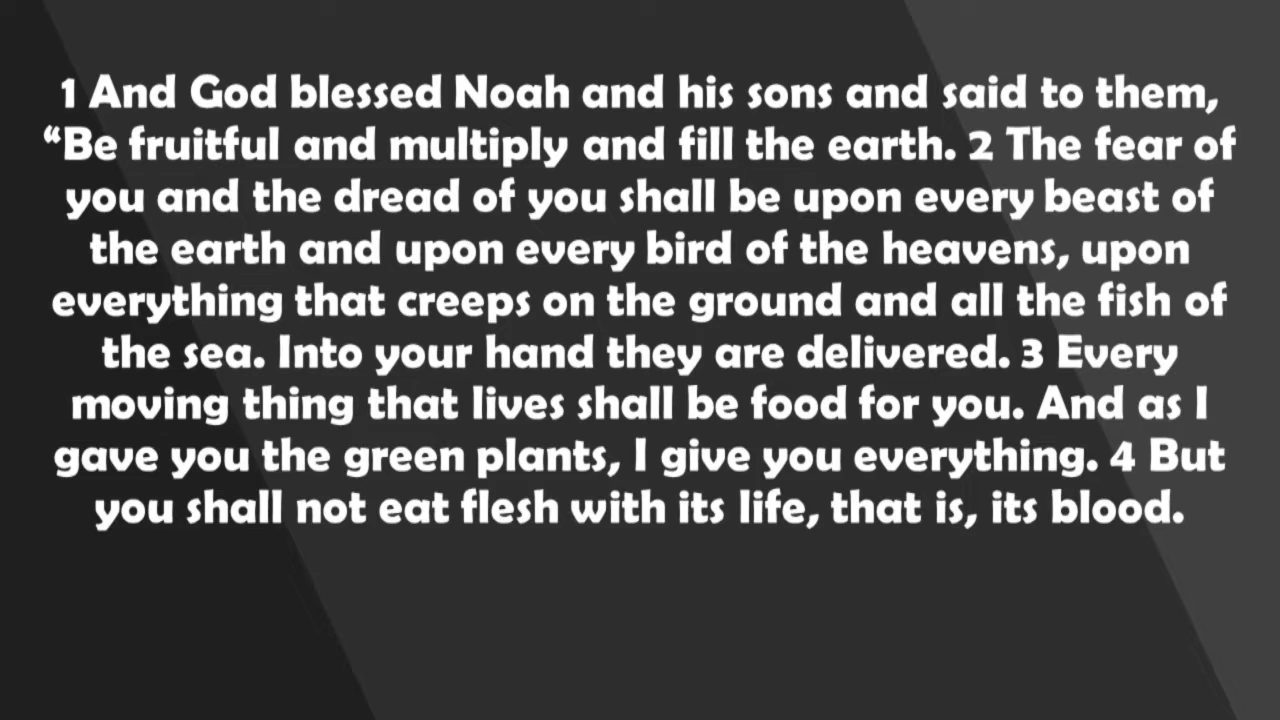 1 And God blessed Noah and his sons and said to them,
“Be fruitful and multiply and fill the earth. 2 The fear of
you and the dread of you shall be upon every beast of
the earth and upon every bird of the heavens, upon
everything that creeps on the ground and all the fish of
the sea. Into your hand they are delivered. 3 Every
moving thing that lives shall be food for you. And as I
gave you the green plants, I give you everything. 4 But
you shall not eat flesh with its life, that is, its blood.